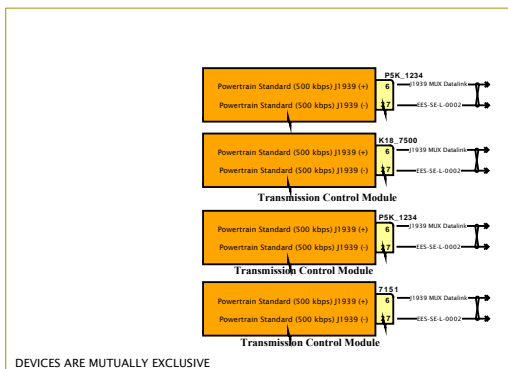 P5K_1234
Powertrain Standard (500 kbps) J1939 (+) 6 J1939 MUX Datalink
Powertrain Standard (500 kbps) J1939 (-) 27 EES-SE-L-0002
K18_7500
Powertrain Standard (500 kbps) J1939 (+) 6 J1939 MUX Datalink
Powertrain Standard (500 kbps) J1939 (-) 27 EES-SE-L-0002
Transmission Control Module
P5K_1234
Powertrain Standard (500 kbps) J1939 (+) 6 J1939 MUX Datalink
Powertrain Standard (500 kbps) J1939 (-) 27 EES-SE-L-0002
Transmission Control Module
7151
Powertrain Standard (500 kbps) J1939 (+) 6 J1939 MUX Datalink
Powertrain Standard (500 kbps) J1939 (-) 27 EES-SE-L-0002
Transmission Control Module
DEVICES ARE MUTUALLY EXCLUSIVE